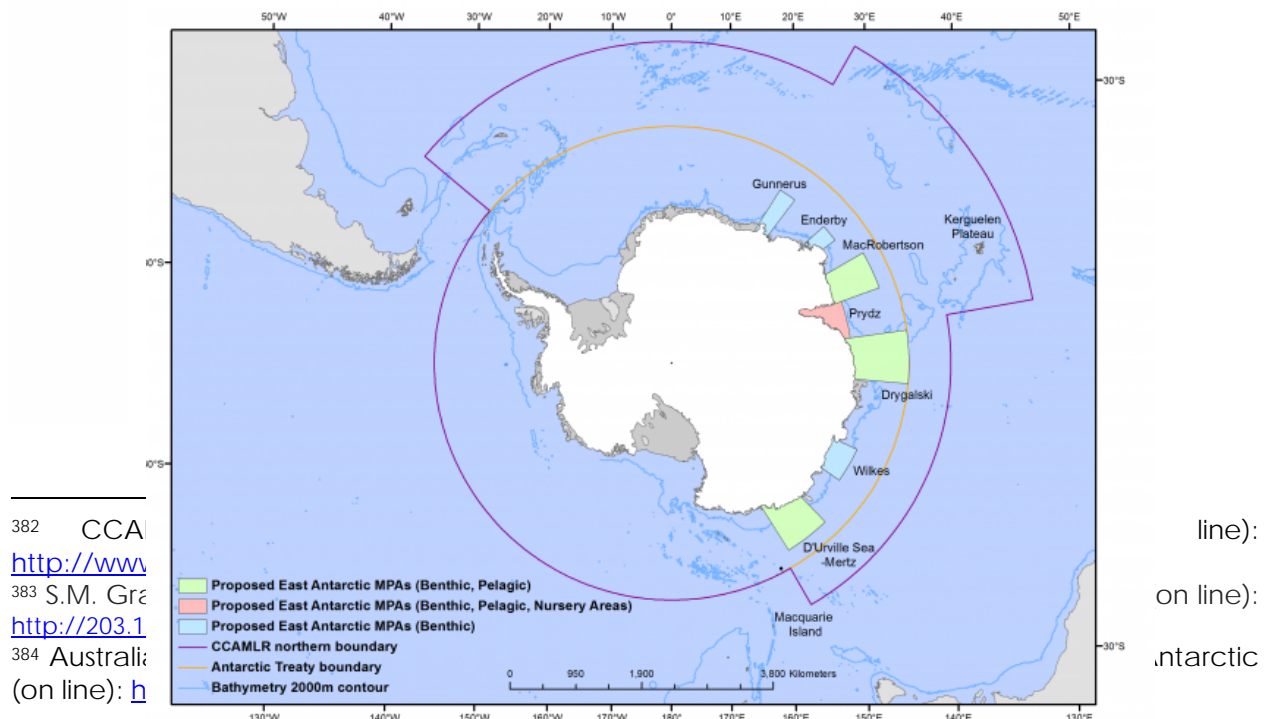 50°W 40°W 30°W 20°W 10°W 0° 10°E 20°E 30°E 40°E 50°E
30°S
Gunnerus
Enderby
Kerguelen
Plateau
MacRobertson
Prydz
Drygalski
Wilkes
D'Urville Sea
-Mertz
Macquarie
Island
30°S
Proposed East Antarctic MPAs (Benthic, Pelagic)
Proposed East Antarctic MPAs (Benthic, Pelagic, Nursery Areas)
Proposed East Antarctic MPAs (Benthic)
CCAMLR northern boundary
Antarctic Treaty boundary
Bathymetry 2000m contour
0 950 1,900 3,800 Kilometers
130°W 140°W 150°W 160°W 170°W 180° 170°E 160°E 150°E 140°E 130°E
382 line):
http://www
383 S.M. on line):
http://203.1
384
(on line):